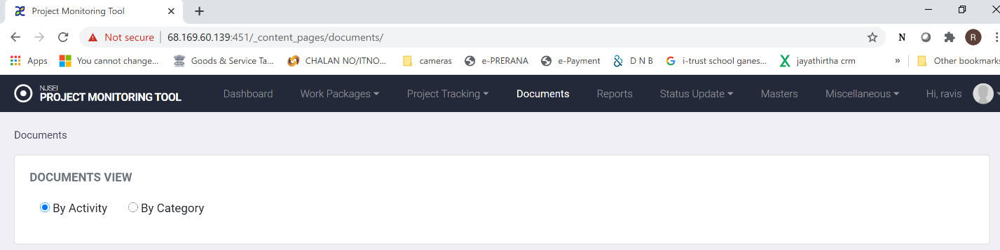 Project Monitoring Tool
Not secure 68.169.60.139:451/_content_pages/documents/ N R
Apps You cannot change... Goods & Service Ta... CHALAN NO/ITNO... cameras e-PRERANA e-Payment D N B i-trust school ganes... jayathirtha crm » Other bookmarks
NJSEI
PROJECT MONITORING TOOL Dashboard Work Packages Project Tracking Documents Reports Status Update Masters Miscellaneous Hi, ravis
Documents
DOCUMENTS VIEW
By Activity By Category